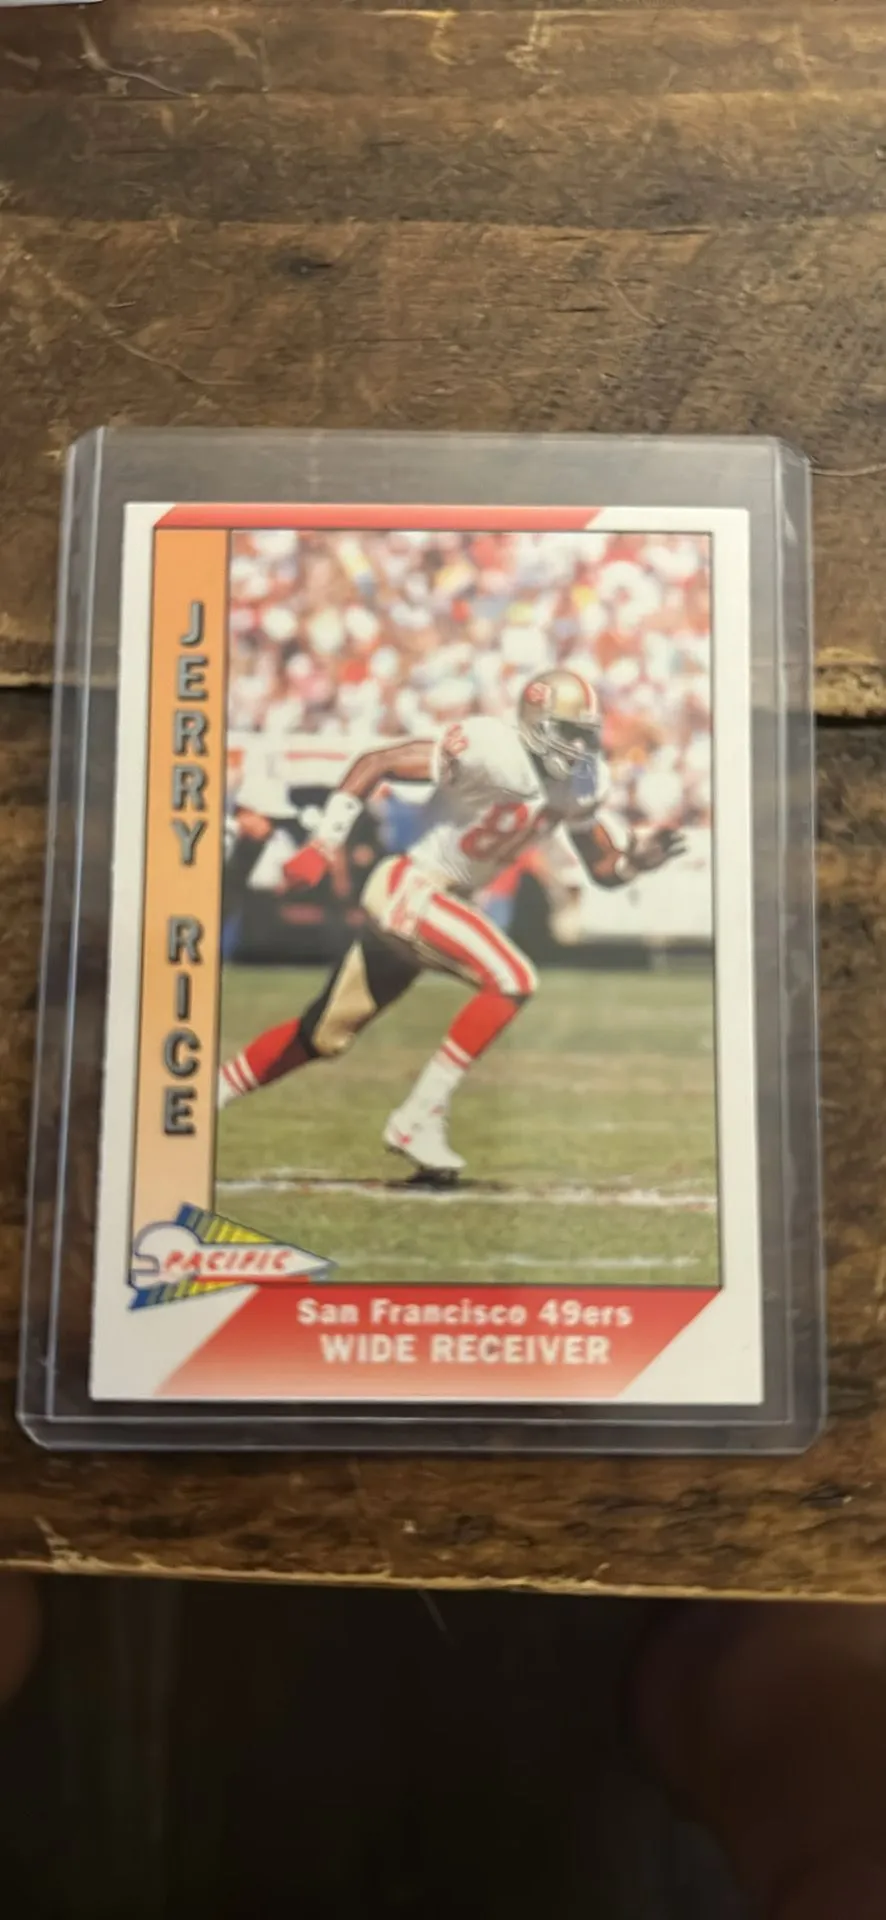 JERRY RICE
PACIFIC
San Francisco 49ers
WIDE RECEIVER